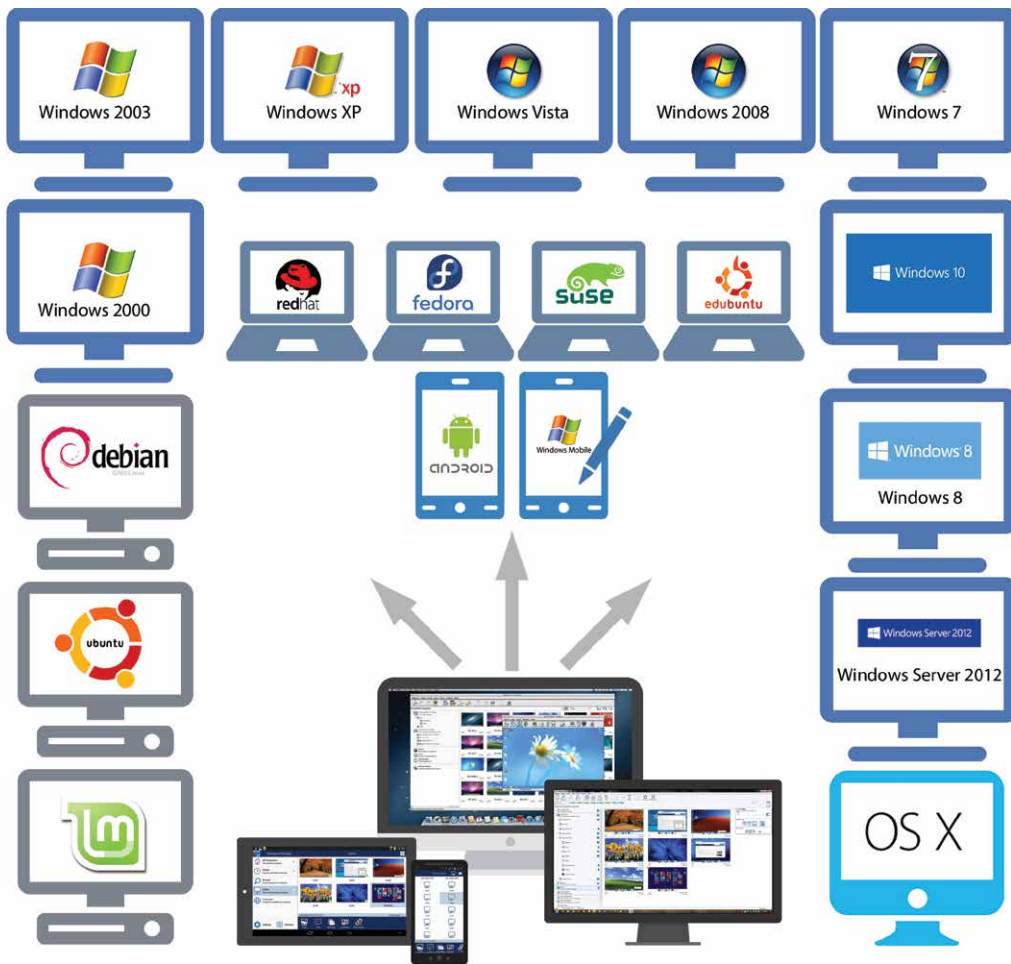 Windows 2003
xp
Windows XP
Windows Vista
Windows 2008
7
Windows 7
Windows 2000
redhat
fedora
SUSE
edubuntu
Windows 10
debian
ANDROID
Windows Mobile
Windows 8
Windows 8
ubuntu
Windows Server 2012
Windows Server 2012
lm
OS X